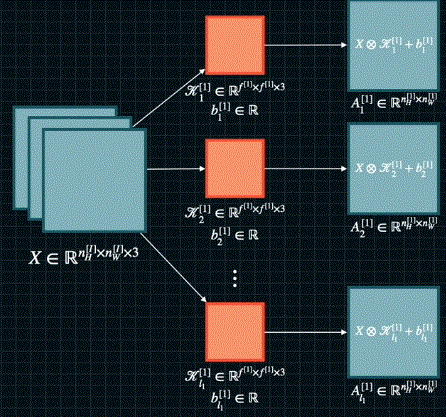 X ⊗ 𝒦₁^[1] + b₁^[1]
𝒦₁^[1] ∈ ℝ^{f^[1]×f^[1]×3}
b₁^[1] ∈ ℝ
A₁^[1] ∈ ℝ^{n_H^[1]×n_W^[1]}
X ∈ ℝ^{n_H^[I]×n_W^[I]×3}
X ⊗ 𝒦₂^[1] + b₂^[1]
𝒦₂^[1] ∈ ℝ^{f^[1]×f^[1]×3}
b₂^[1] ∈ ℝ
A₂^[1] ∈ ℝ^{n_H^[1]×n_W^[1]}
⋮
X ⊗ 𝒦_{l₁}^[1] + b_{l₁}^[1]
𝒦_{l₁}^[1] ∈ ℝ^{f^[1]×f^[1]×3}
b_{l₁}^[1] ∈ ℝ
A_{l₁}^[1] ∈ ℝ^{n_H^[1]×n_W^[1]}